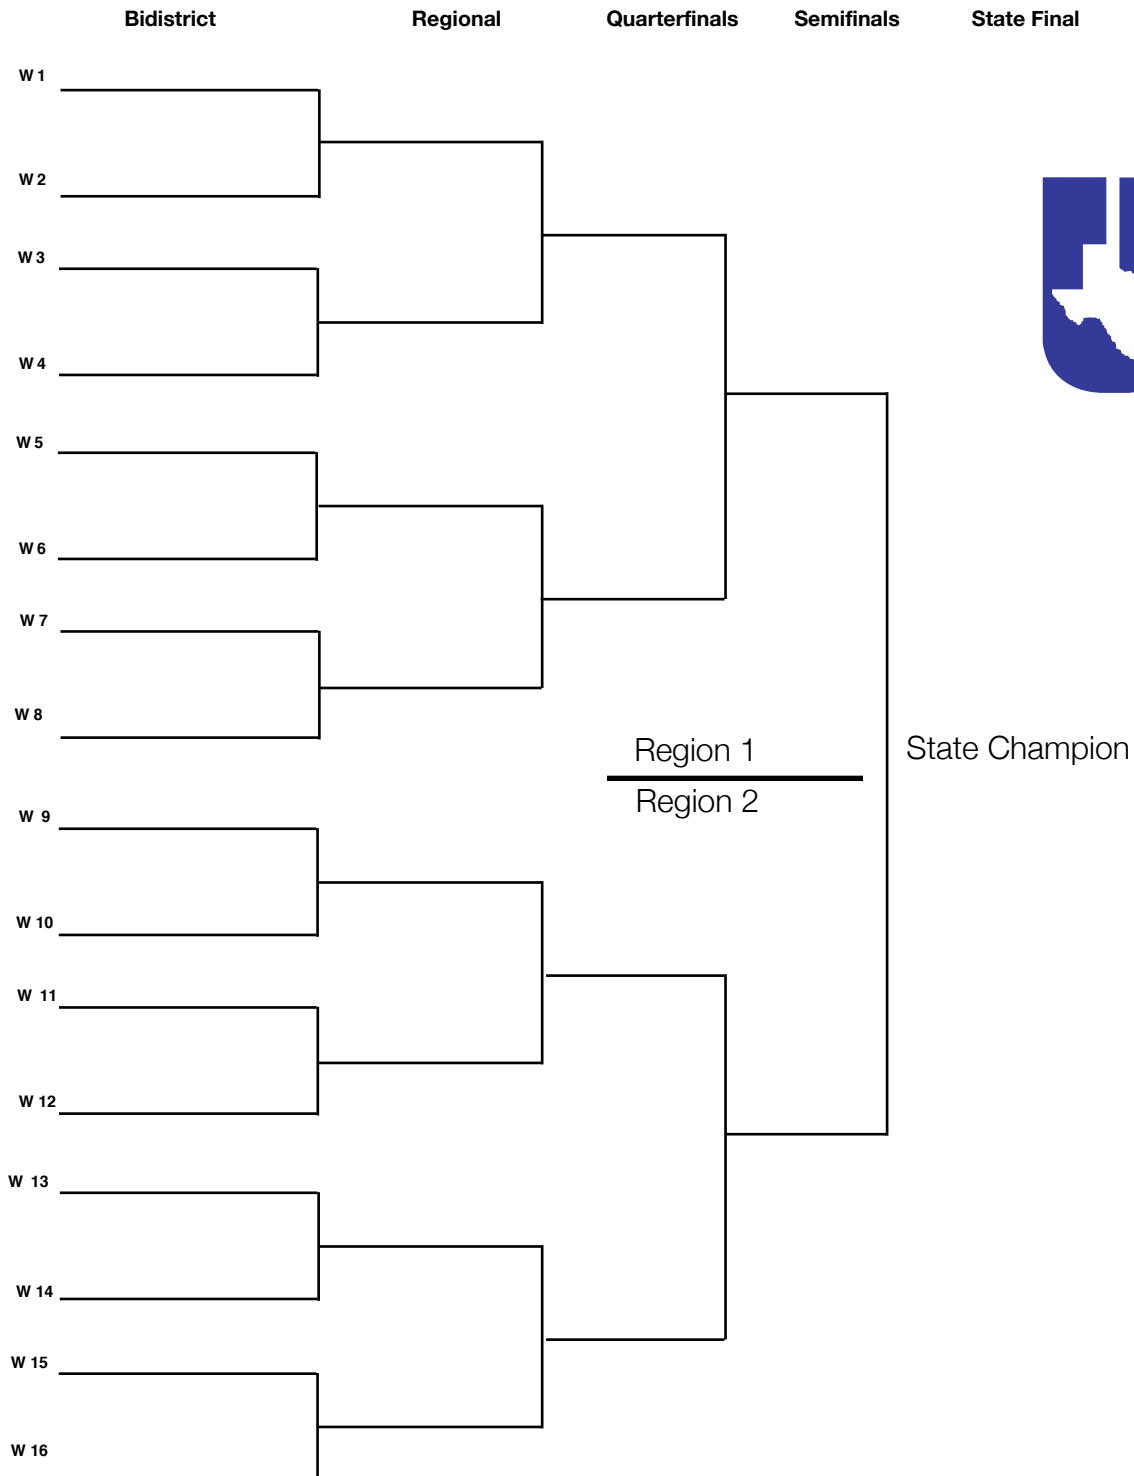 Bidistrict Regional Quarterfinals Semifinals State Final
W 1
W 2
W 3
W 4
W 5
W 6
W 7
W 8
Region 1
State Champion
Region 2
W 9
W 10
W 11
W 12
W 13
W 14
W 15
W 16